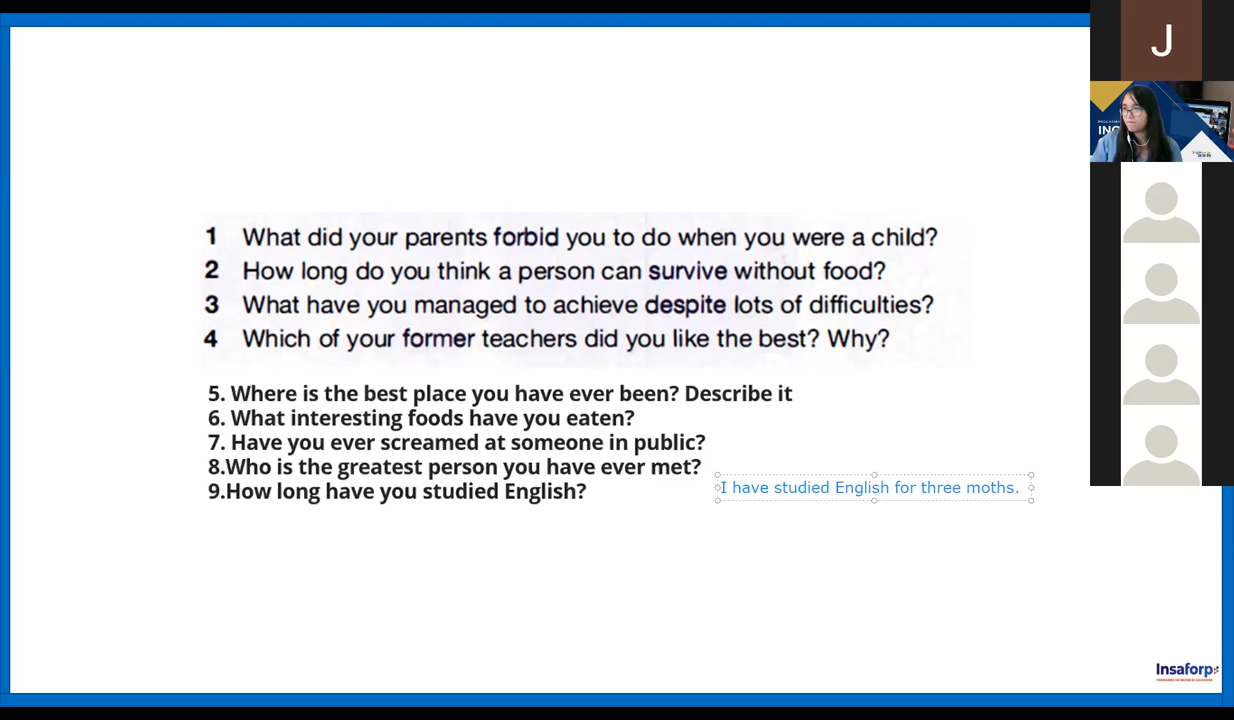 J
1 What did your parents forbid you to do when you were a child?
2 How long do you think a person can survive without food?
3 What have you managed to achieve despite lots of difficulties?
4 Which of your former teachers did you like the best? Why?
5. Where is the best place you have ever been? Describe it
6. What interesting foods have you eaten?
7. Have you ever screamed at someone in public?
8.Who is the greatest person you have ever met?
9.How long have you studied English?
I have studied English for three moths.
Insaforp